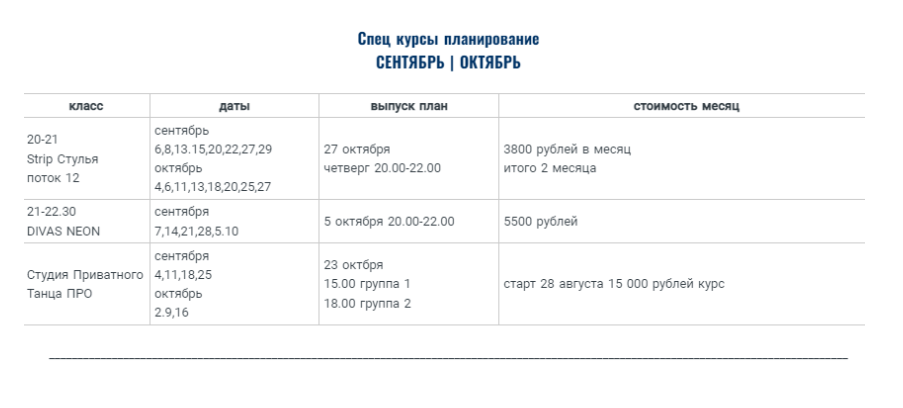 Спец курсы планирование
СЕНТЯБРЬ | ОКТЯБРЬ
класс даты выпуск план стоимость месяц
20-21
Strip Стулья
поток 12
сентябрь
6,8,13.15,20,22,27,29
октябрь
4,6,11,13,18,20,25,27
27 октября
четверг 20.00-22.00
3800 рублей в месяц
итого 2 месяца
21-22.30
DIVAS NEON
сентября
7,14,21,28,5.10
5 октября 20.00-22.00
5500 рублей
Студия Приватного
Танца ПРО
сентября
4,11,18,25
октябрь
2.9,16
23 октбря
15.00 группа 1
18.00 группа 2
старт 28 августа 15 000 рублей курс